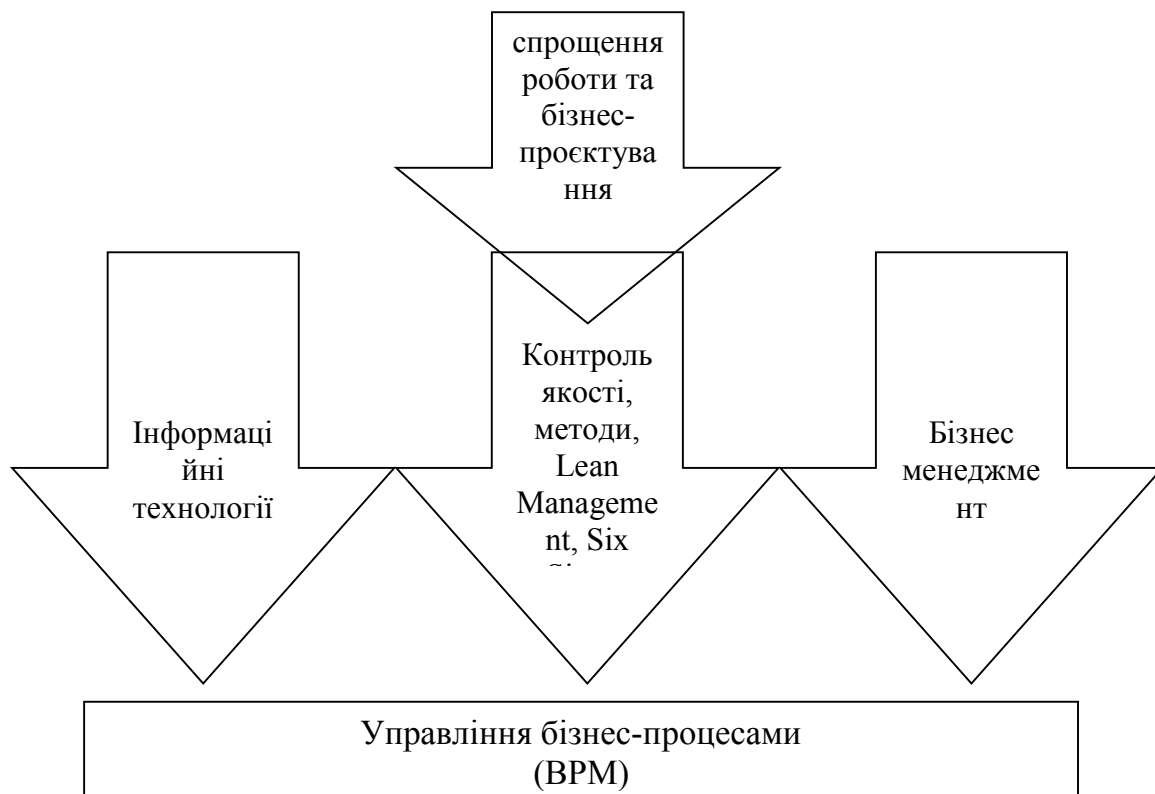 спрощення
роботи та
бізнес-
проєктува
ння
Інформаці
йні
технології
Контроль
якості,
методи,
Lean
Manageme
nt, Six
Бізнес
менеджме
нт
Управління бізнес-процесами
(BPM)